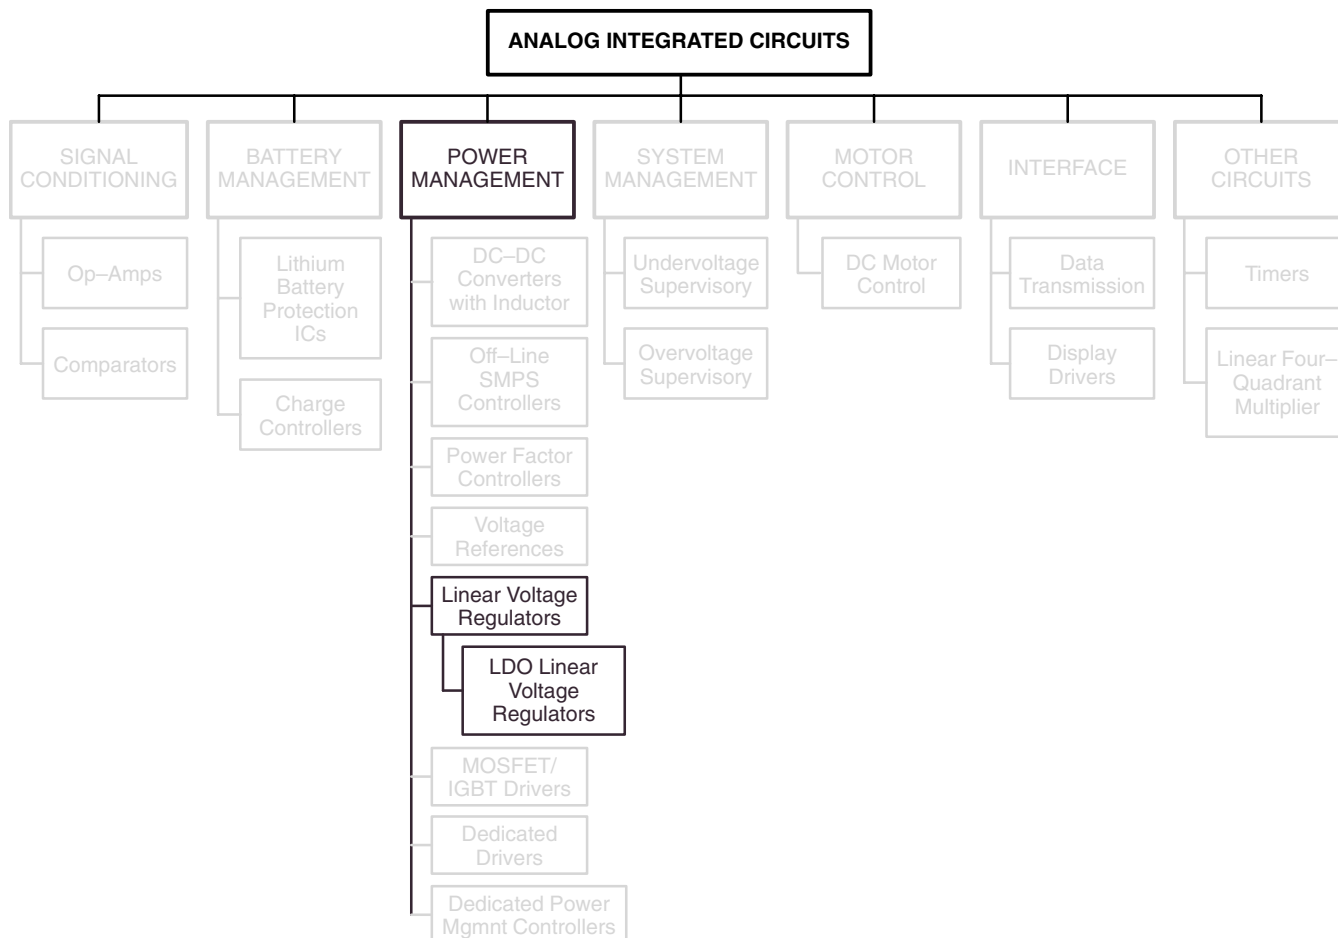 ANALOG INTEGRATED CIRCUITS
SIGNAL
CONDITIONING
BATTERY
MANAGEMENT
POWER
MANAGEMENT
SYSTEM
MANAGEMENT
MOTOR
CONTROL
INTERFACE
OTHER
CIRCUITS
Op–Amps
Comparators
Lithium
Battery
Protection
ICs
Charge
Controllers
DC–DC
Converters
with Inductor
Off–Line
SMPS
Controllers
Power Factor
Controllers
Voltage
References
Linear Voltage
Regulators
LDO Linear
Voltage
Regulators
MOSFET/
IGBT Drivers
Dedicated
Drivers
Dedicated Power
Mgmnt Controllers
Undervoltage
Supervisory
Overvoltage
Supervisory
DC Motor
Control
Data
Transmission
Display
Drivers
Timers
Linear Four–
Quadrant
Multiplier